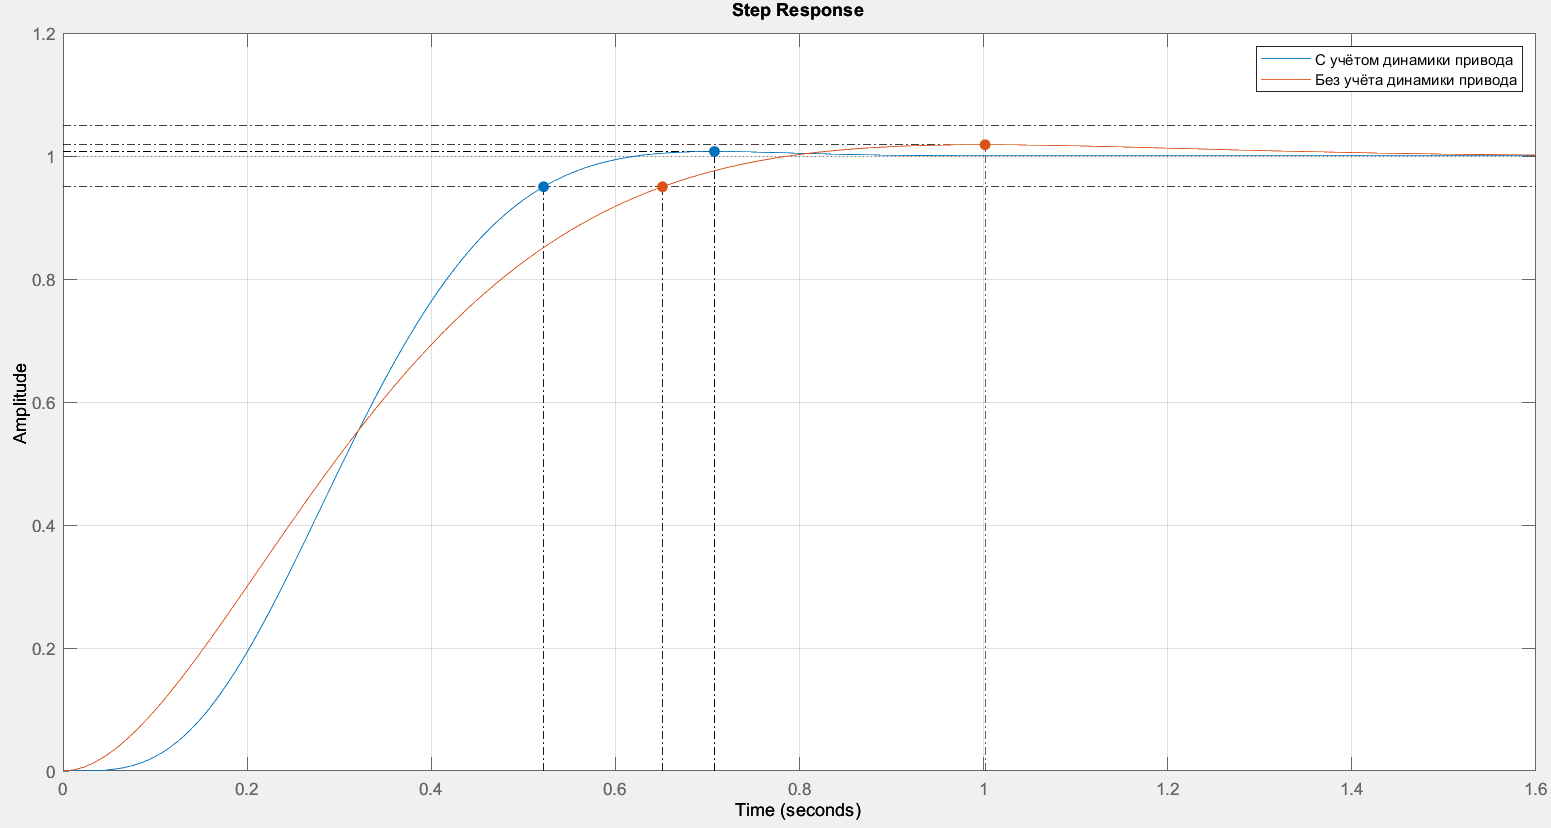 Step Response
С учётом динамики привода
Без учёта динамики привода
Amplitude
1.2
1
0.8
0.6
0.4
0.2
0
0 0.2 0.4 0.6 0.8 1 1.2 1.4 1.6
Time (seconds)